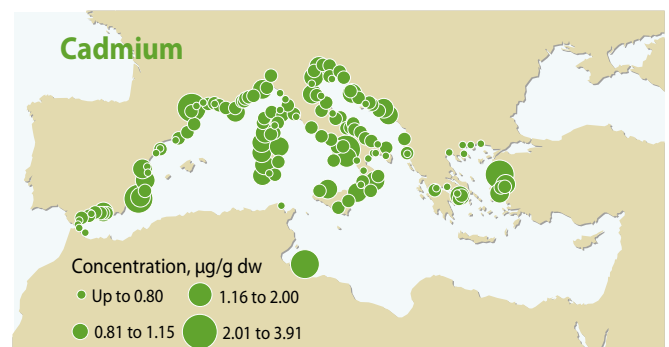 Cadmium
Concentration, µg/g dw
Up to 0.80
1.16 to 2.00
0.81 to 1.15
2.01 to 3.91